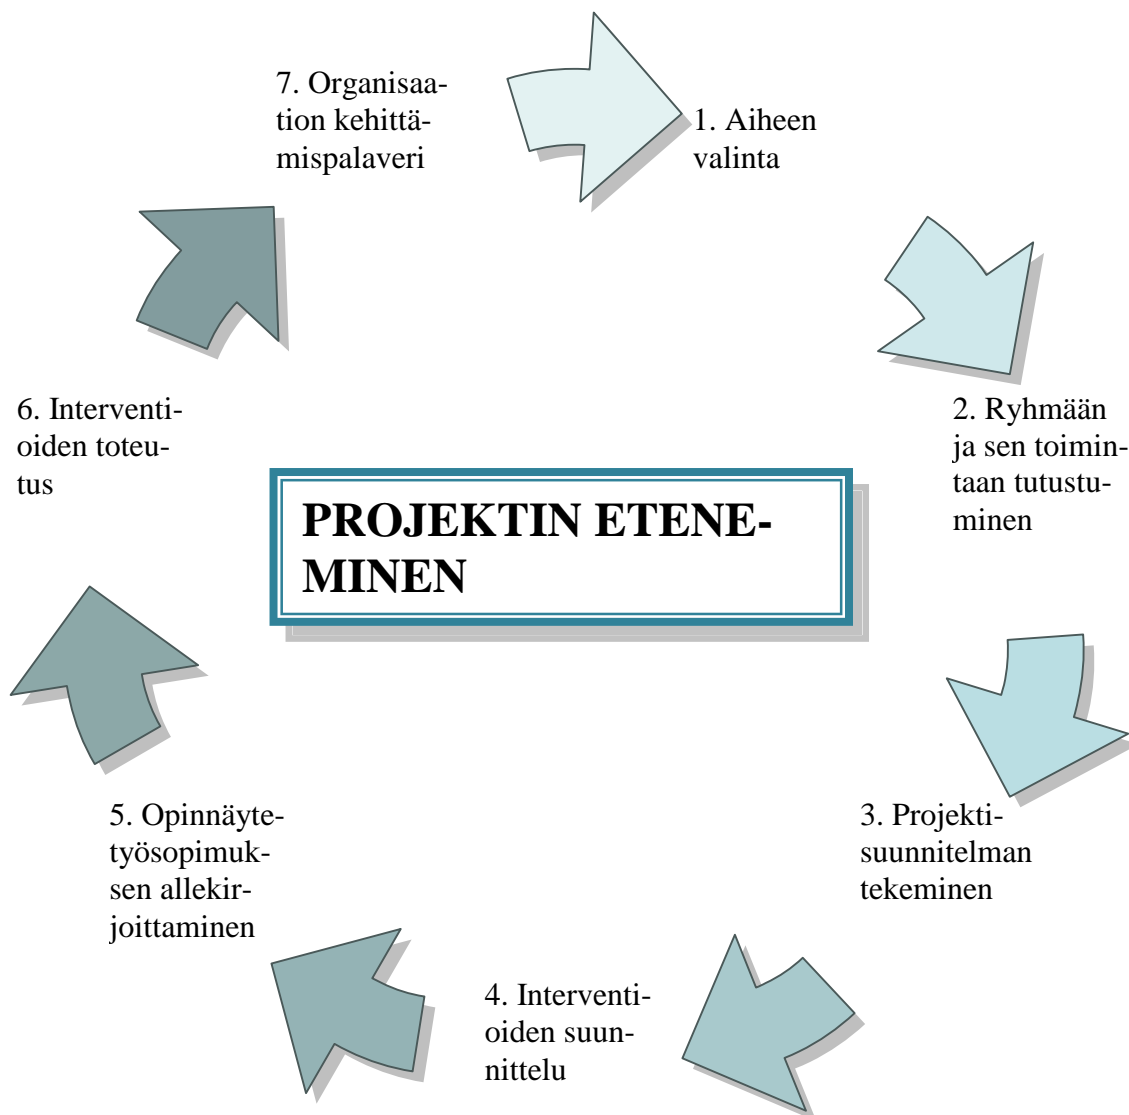 PROJEKTIN ETENE-
MINEN
1. Aiheen
valinta
2. Ryhmään
ja sen toimin-
taan tutustu-
minen
3. Projekti-
suunnitelman
tekeminen
4. Interventi-
oiden suun-
nittelu
5. Opinnäyte-
työsopimuk-
sen allekir-
joittaminen
6. Interventi-
oiden toteu-
tus
7. Organisaa-
tion kehittä-
mispalaveri